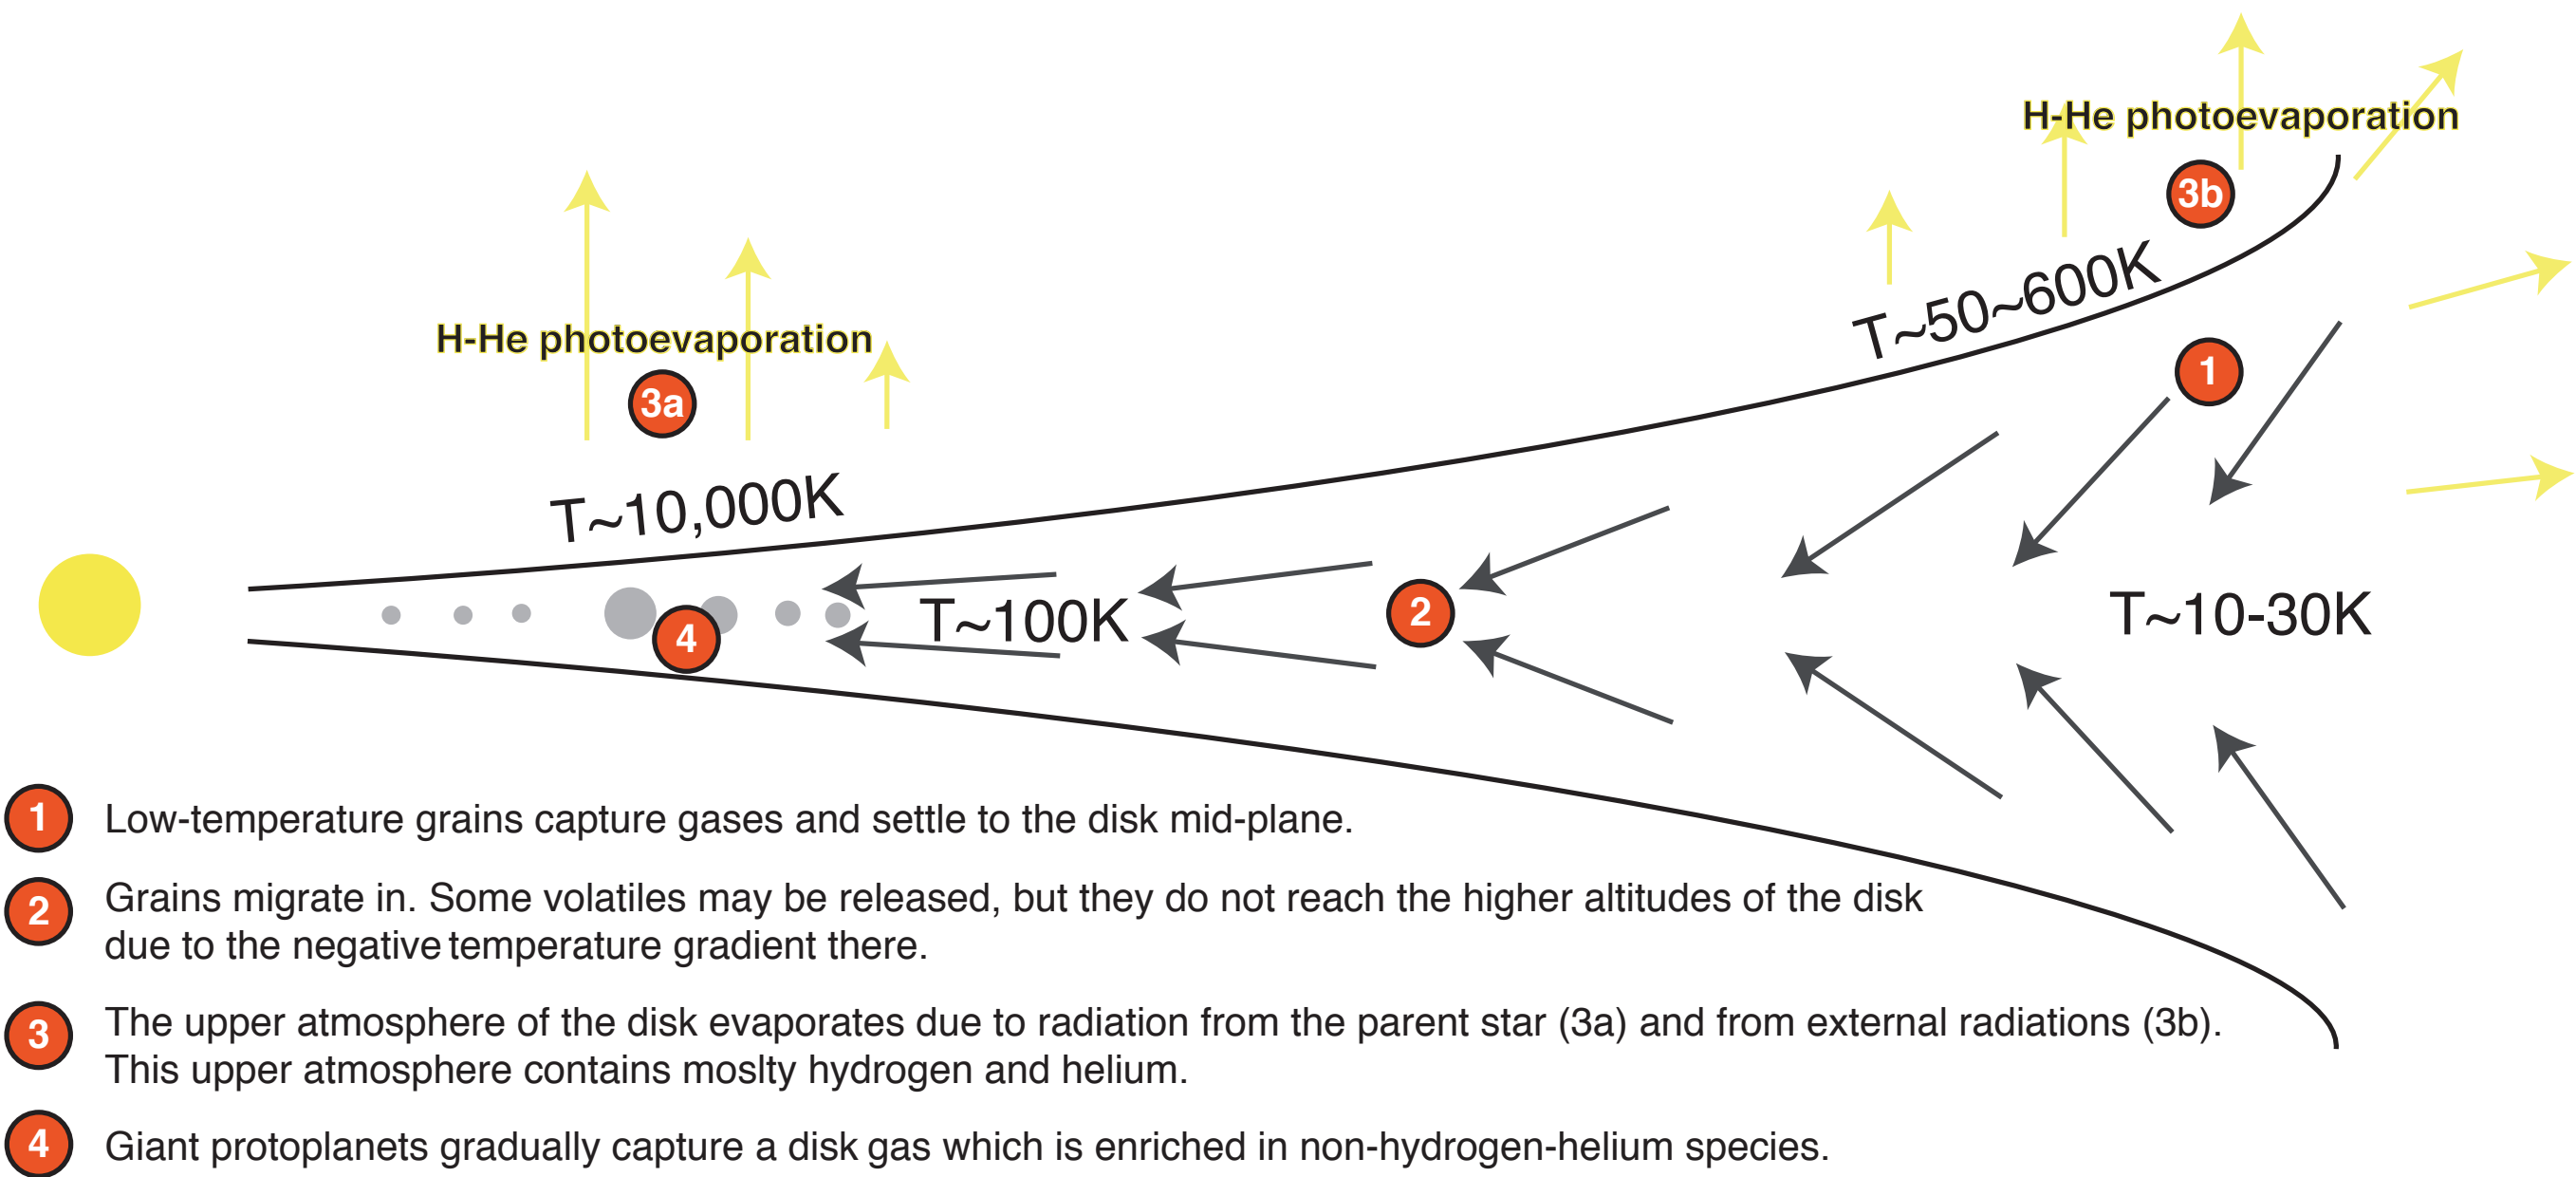 H-He photoevaporation
3b
T~50~600K
1
H-He photoevaporation
3a
T~10,000K
4
T~100K
2
T~10-30K
1 Low-temperature grains capture gases and settle to the disk mid-plane.
2 Grains migrate in. Some volatiles may be released, but they do not reach the higher altitudes of the disk
due to the negative temperature gradient there.
3 The upper atmosphere of the disk evaporates due to radiation from the parent star (3a) and from external radiations (3b).
This upper atmosphere contains moslty hydrogen and helium.
4 Giant protoplanets gradually capture a disk gas which is enriched in non-hydrogen-helium species.